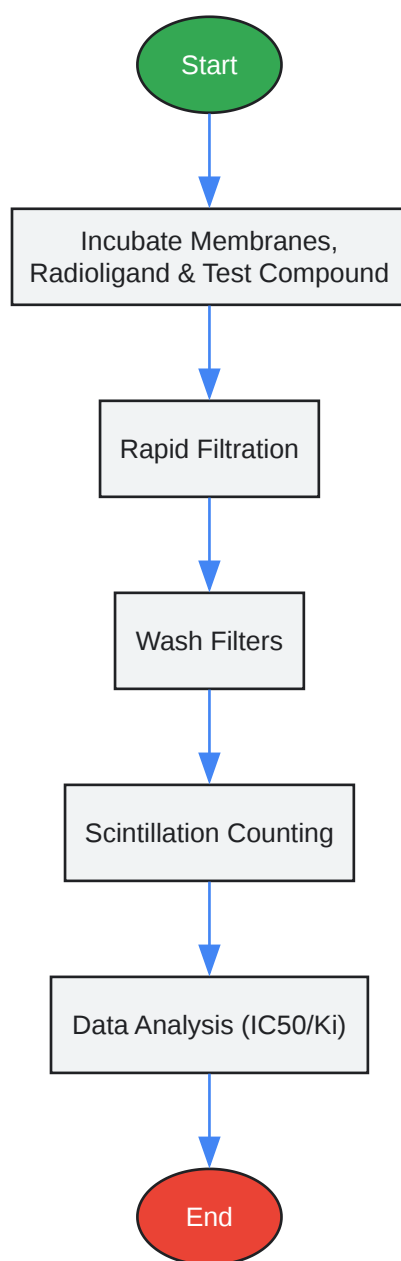 Start
Incubate Membranes,
Radioligand & Test Compound
Rapid Filtration
Wash Filters
Scintillation Counting
Data Analysis (IC50/Ki)
End